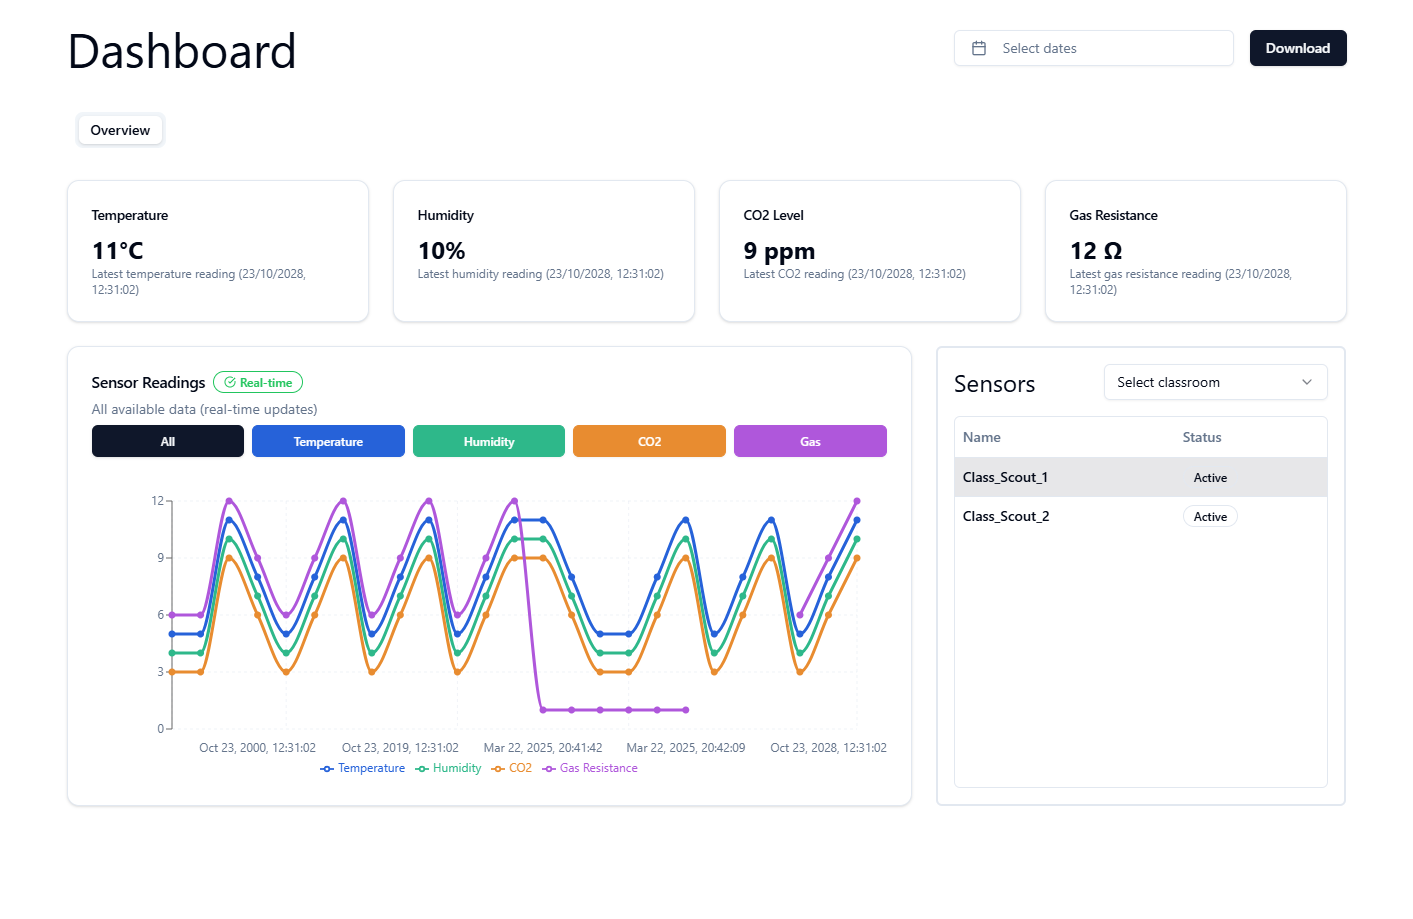 Dashboard
Select dates
Download
Overview
Temperature
11°C
Latest temperature reading (23/10/2028,
12:31:02)
Humidity
10%
Latest humidity reading (23/10/2028, 12:31:02)
CO2 Level
9 ppm
Latest CO2 reading (23/10/2028, 12:31:02)
Gas Resistance
12 Ω
Latest gas resistance reading (23/10/2028,
12:31:02)
Sensor Readings
Real-time
All available data (real-time updates)
All
Temperature
Humidity
CO2
Gas
12
9
6
3
0
Oct 23, 2000, 12:31:02
Oct 23, 2019, 12:31:02
Mar 22, 2025, 20:41:42
Mar 22, 2025, 20:42:09
Oct 23, 2028, 12:31:02
Temperature
Humidity
CO2
Gas Resistance
Sensors
Select classroom
Name
Status
Class_Scout_1
Active
Class_Scout_2
Active